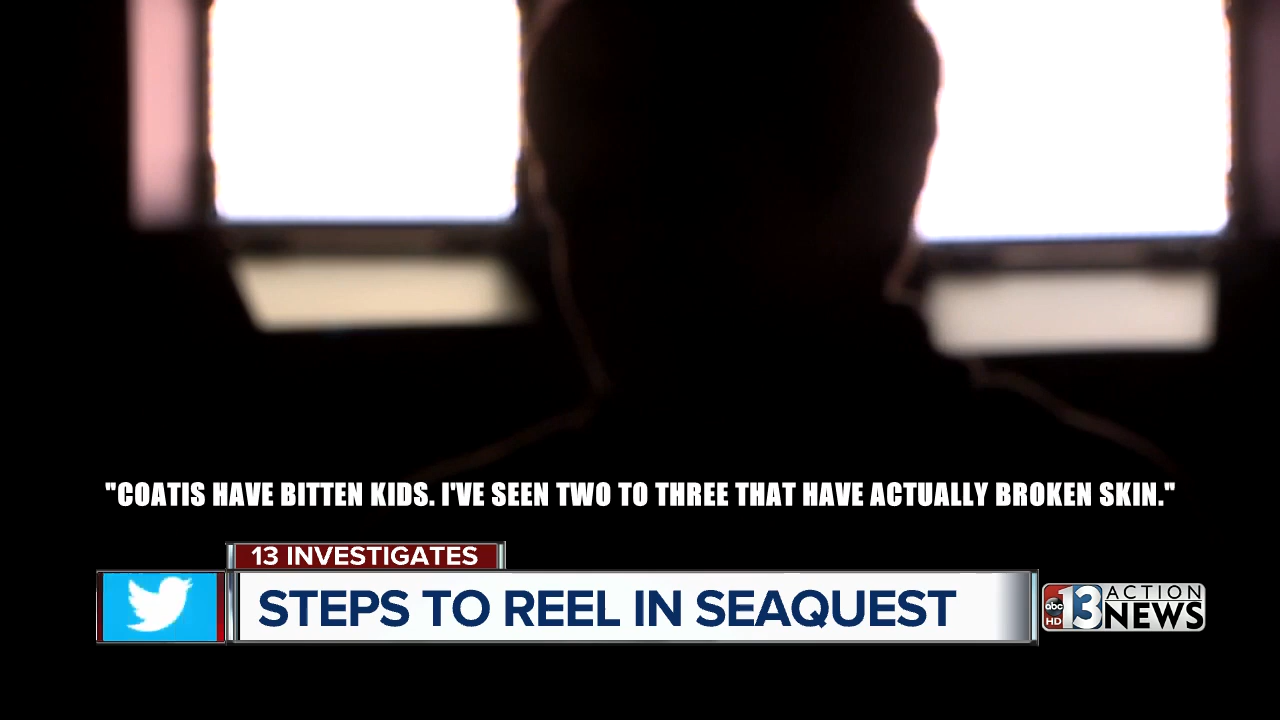 "COATIS HAVE BITTEN KIDS. I'VE SEEN TWO TO THREE THAT HAVE ACTUALLY BROKEN SKIN."
13 INVESTIGATES
STEPS TO REEL IN SEAQUEST
abc HD 13 ACTION NEWS